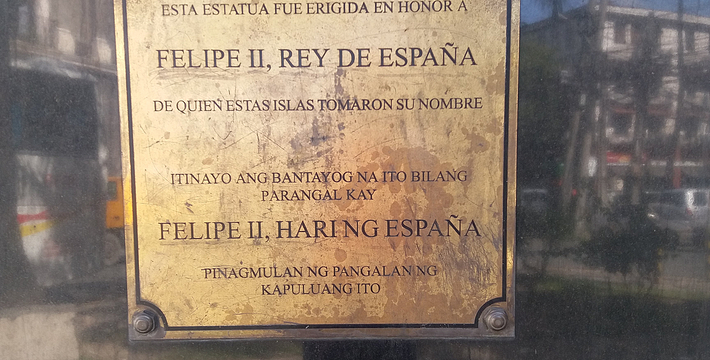 ESTA ESTATUA FUE ERIGIDA EN HONOR A
FELIPE II, REY DE ESPAÑA
DE QUIEN ESTAS ISLAS TOMARON SU NOMBRE
ITINAYO ANG BANTAYOG NA ITO BILANG
PARANGAL KAY
FELIPE II, HARI NG ESPAÑA
PINAGMULAN NG PANGALAN NG
KAPULUANG ITO